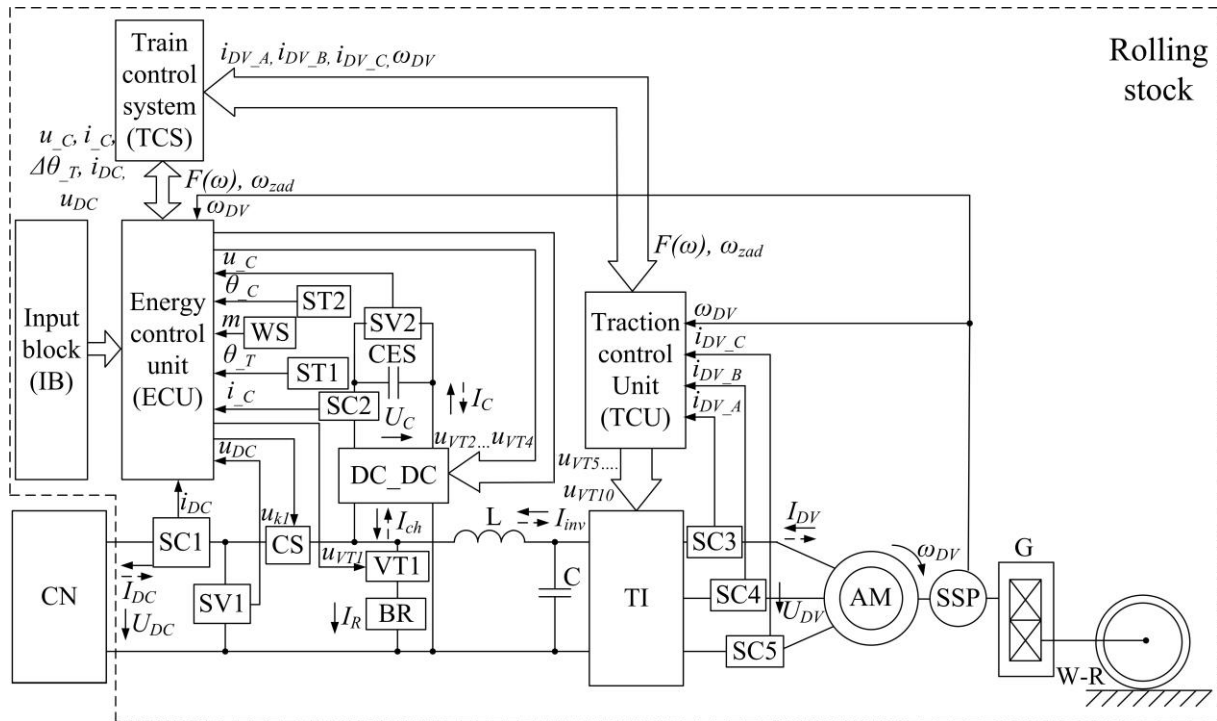 Rolling
stock
Train
control
system
(TCS)
i_DV_A, i_DV_B, i_DV_C, ω_DV
u_C, i_C,
Δθ_T, i_DC,
u_DC
F(ω), ω_zad
ω_DV
Input
block
(IB)
Energy
control
unit
(ECU)
u_C
θ_C
m
θ_T
i_C
u_DC
ST2
WS
ST1
SC2
SV2
CES
U_C
I_C
DC_DC
u_VT2...u_VT4
F(ω), ω_zad
Traction
control
Unit
(TCU)
ω_DV
i_DV_C
i_DV_B
i_DV_A
u_VT5....
u_VT10
i_DC
u_k1
u_VT1
CN
SC1
SV1
CS
I_DC
U_DC
I_ch
VT1
I_R
BR
L
I_inv
C
TI
SC3
SC4
SC5
I_DV
U_DV
AM
ω_DV
SSP
G
W-R